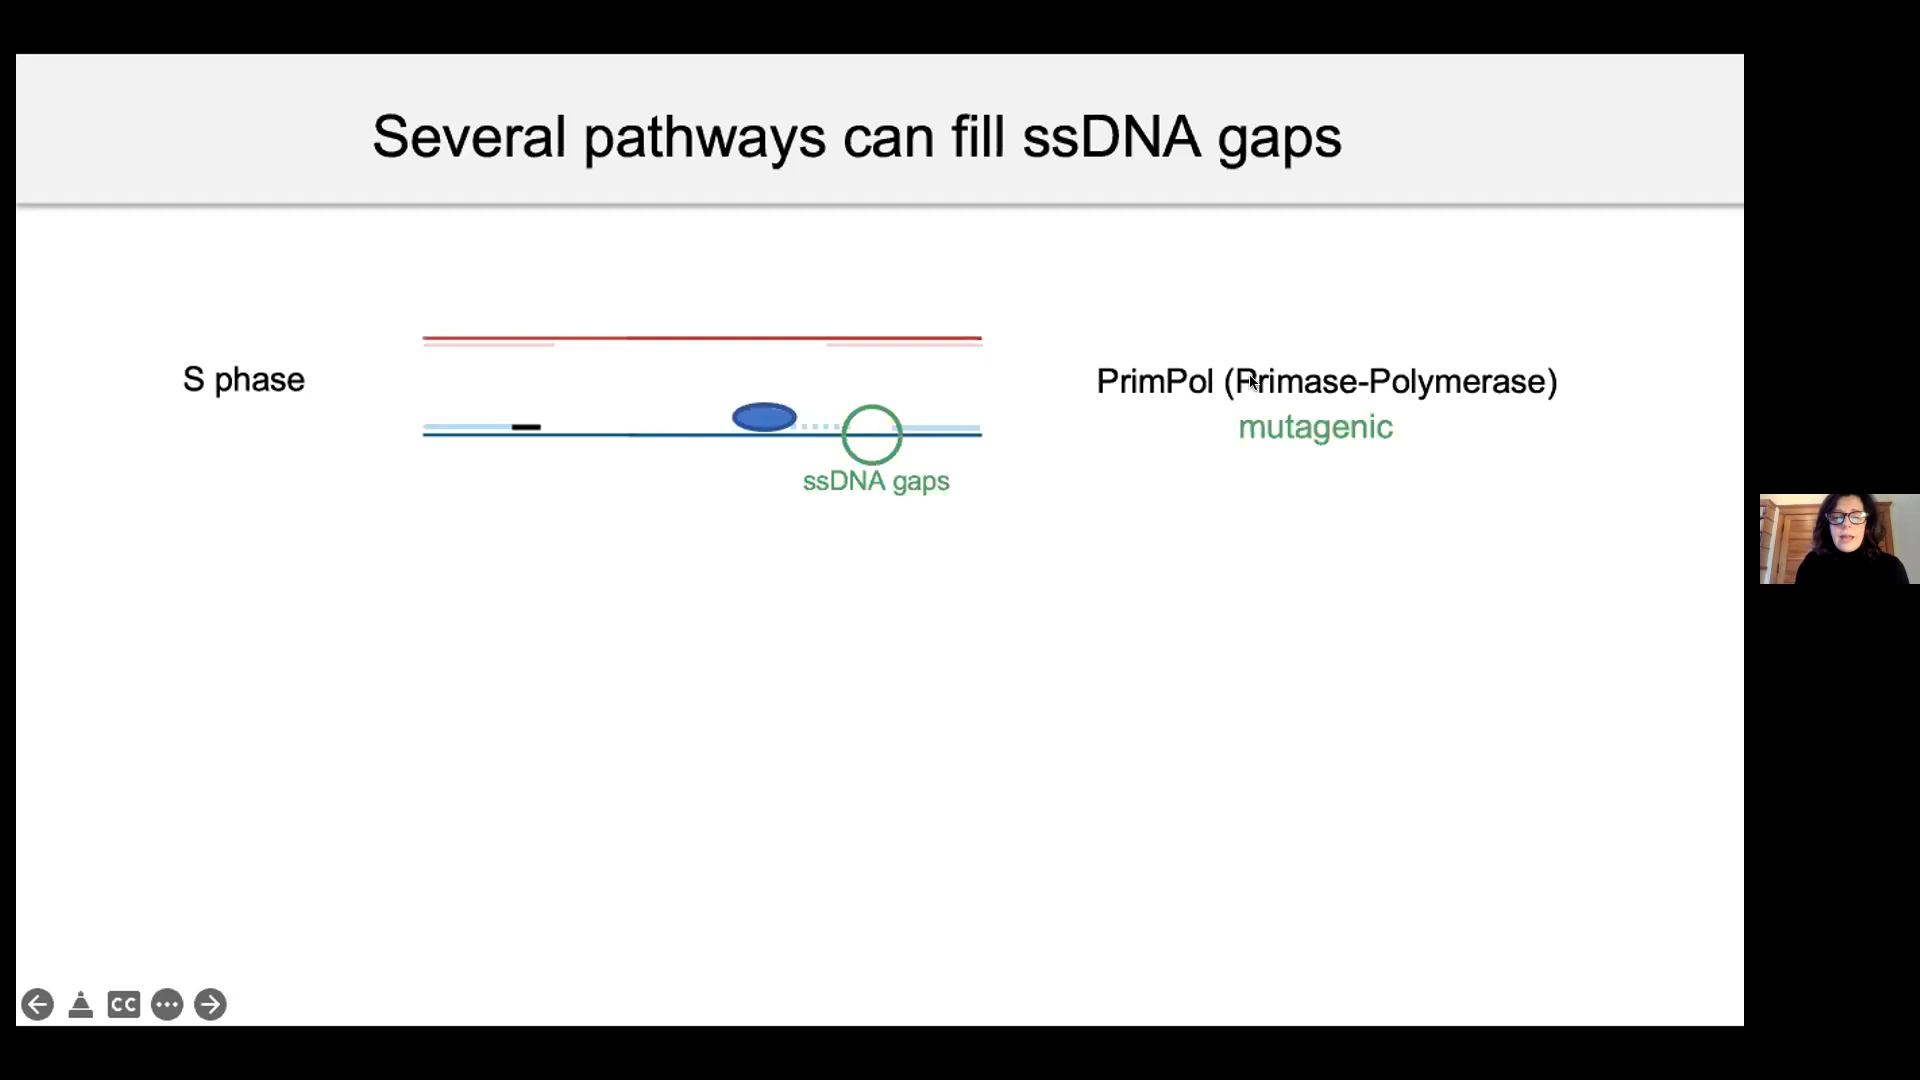 Several pathways can fill ssDNA gaps
S phase
PrimPol (Primase-Polymerase)
mutagenic
ssDNA gaps
CC